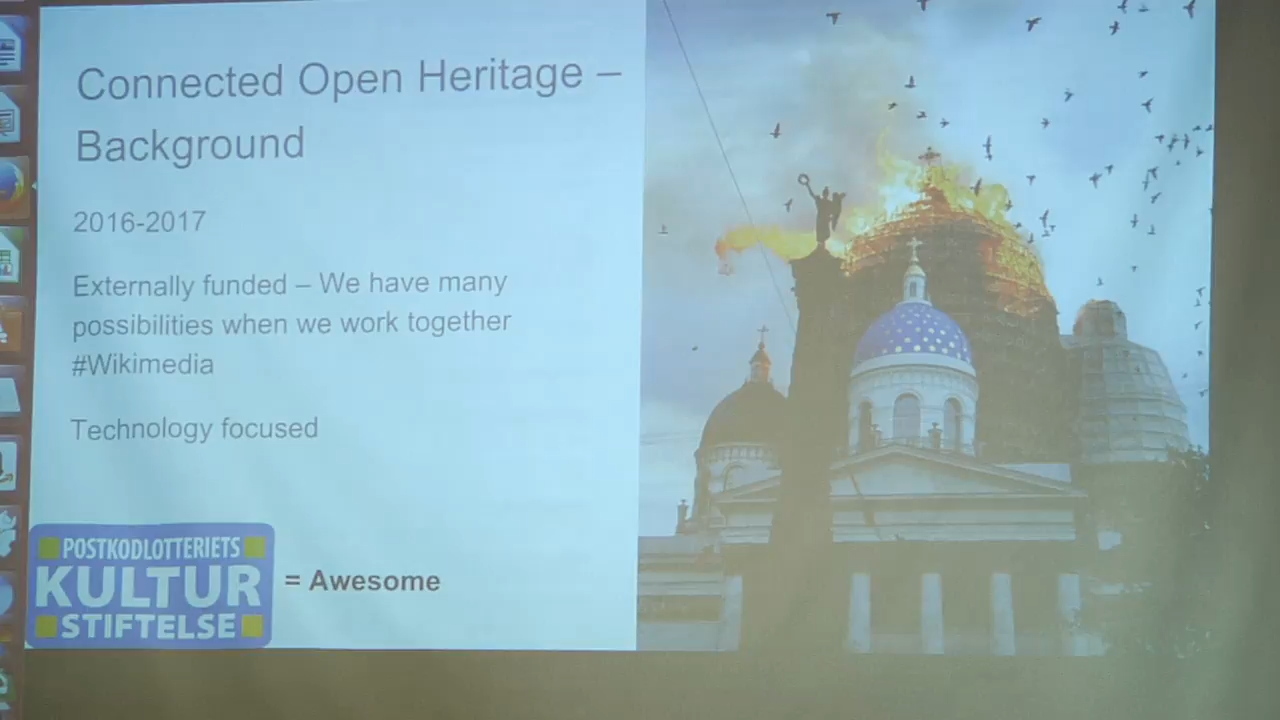 Connected Open Heritage –
Background
2016-2017
Externally funded – We have many
possibilities when we work together
#Wikimedia
Technology focused
POSTKODLOTTERIETS
KULTUR
STIFTELSE
= Awesome